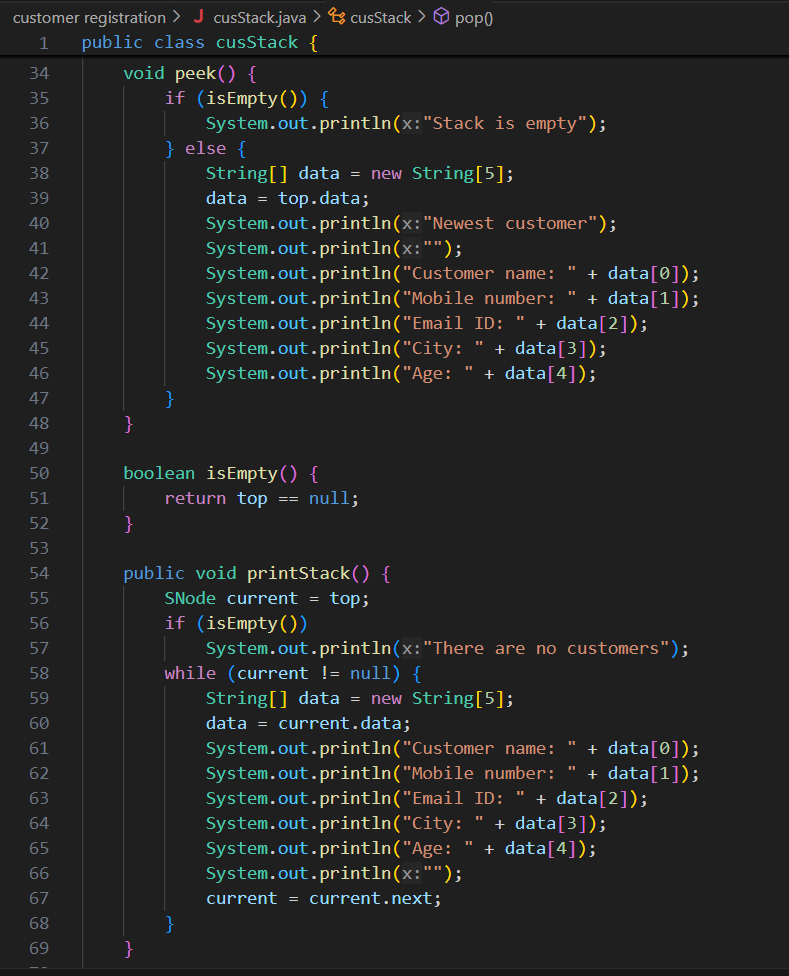 customer registration > J cusStack.java > cusStack > pop()
1 public class cusStack {
34 void peek() {
35 if (isEmpty()) {
36 System.out.println(x:"Stack is empty");
37 } else {
38 String[] data = new String[5];
39 data = top.data;
40 System.out.println(x:"Newest customer");
41 System.out.println(x:"");
42 System.out.println("Customer name: " + data[0]);
43 System.out.println("Mobile number: " + data[1]);
44 System.out.println("Email ID: " + data[2]);
45 System.out.println("City: " + data[3]);
46 System.out.println("Age: " + data[4]);
47 }
48 }
49
50 boolean isEmpty() {
51 return top == null;
52 }
53
54 public void printStack() {
55 SNode current = top;
56 if (isEmpty())
57 System.out.println(x:"There are no customers");
58 while (current != null) {
59 String[] data = new String[5];
60 data = current.data;
61 System.out.println("Customer name: " + data[0]);
62 System.out.println("Mobile number: " + data[1]);
63 System.out.println("Email ID: " + data[2]);
64 System.out.println("City: " + data[3]);
65 System.out.println("Age: " + data[4]);
66 System.out.println(x:"");
67 current = current.next;
68 }
69 }